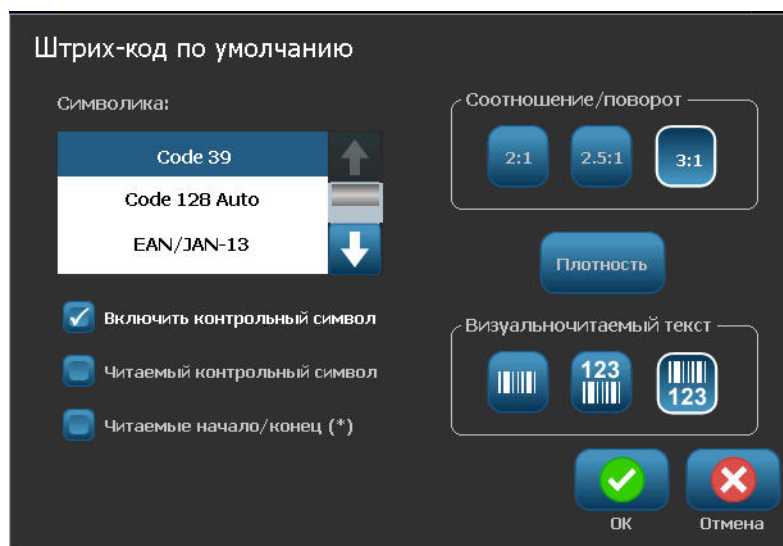 Штрих-код по умолчанию
Символика:
Code 39
Code 128 Auto
EAN/JAN-13
Включить контрольный символ
Читаемый контрольный символ
Читаемые начало/конец (*)
Соотношение/поворот
2:1 2.5:1 3:1
Плотность
Визуальночитаемый текст
123 123
ОК Отмена